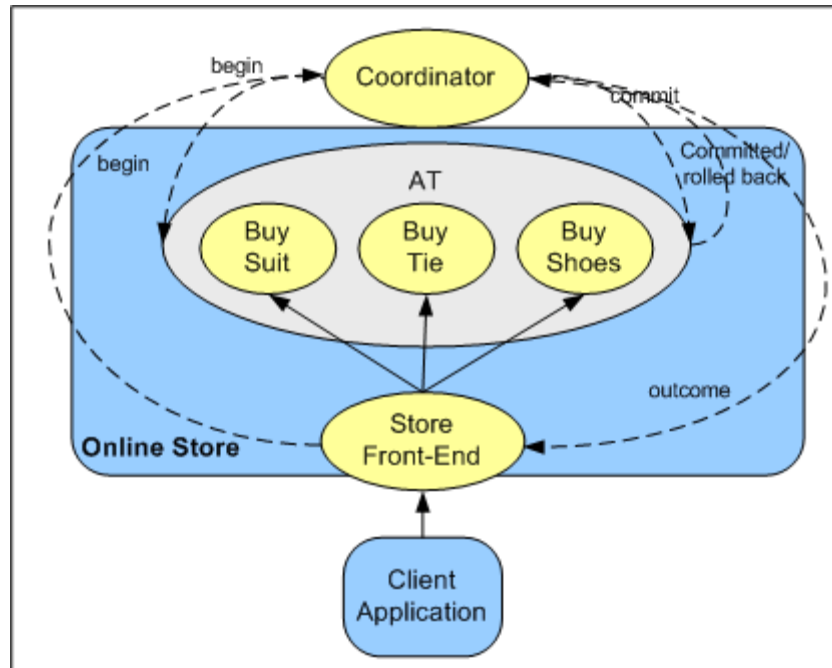 begin
Coordinator
commit
begin
Committed/
rolled back
AT
Buy
Suit
Buy
Tie
Buy
Shoes
outcome
Store
Front-End
Online Store
Client
Application